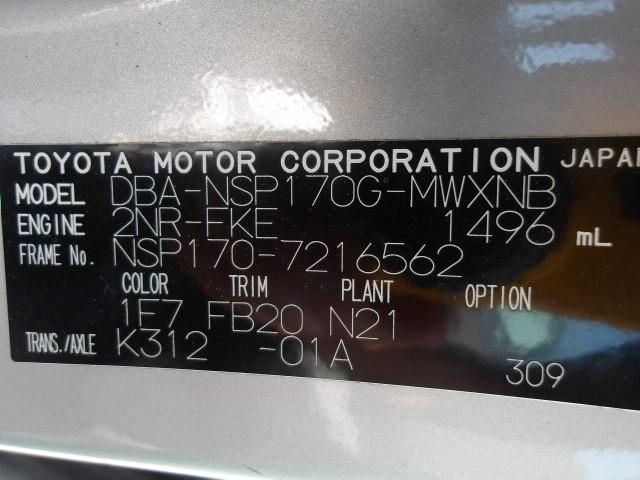 TOYOTA MOTOR CORPORATION JAPAN
MODEL DBA-NSP170G-MWXNB
ENGINE 2NR-FKE 1496 mL
FRAME No. NSP170-7216562
COLOR TRIM PLANT OPTION
1E7 FB20 N21
TRANS./AXLE K312 -01A
309